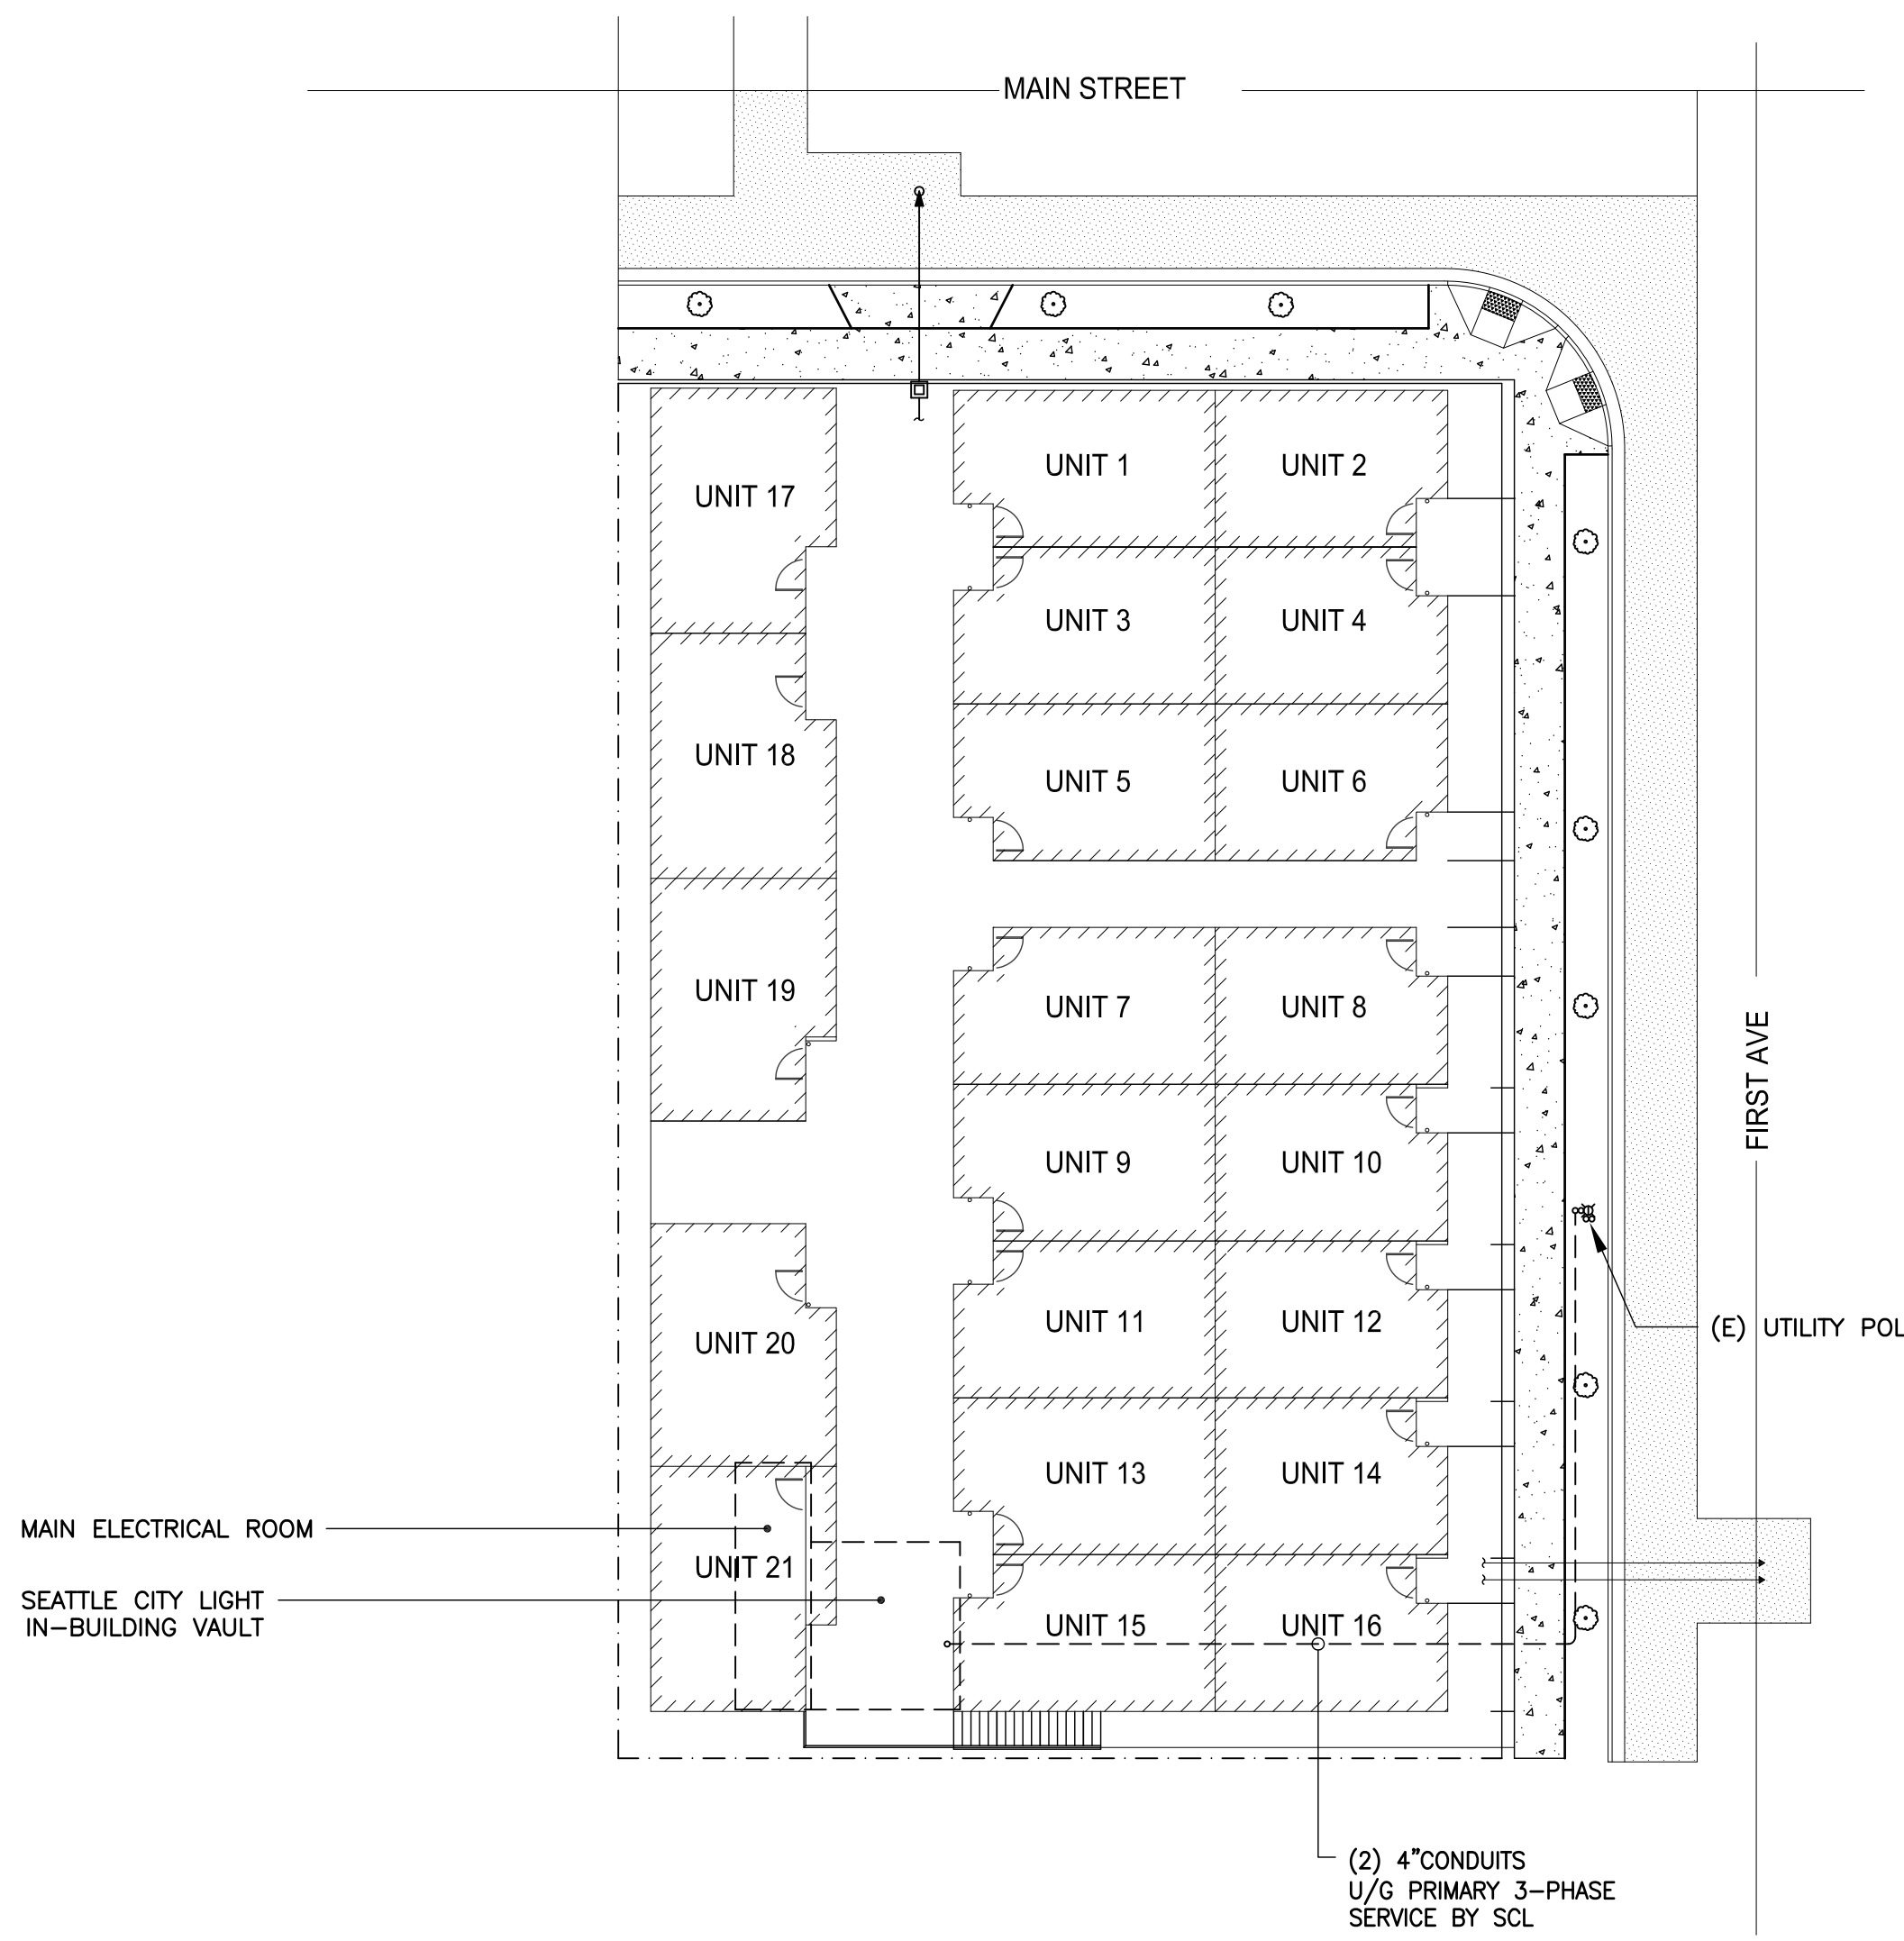 MAIN STREET
UNIT 1
UNIT 2
UNIT 17
UNIT 3
UNIT 4
UNIT 18
UNIT 5
UNIT 6
UNIT 19
UNIT 7
UNIT 8
FIRST AVE
UNIT 9
UNIT 10
UNIT 20
UNIT 11
UNIT 12
(E) UTILITY POL
UNIT 13
UNIT 14
MAIN ELECTRICAL ROOM
UNIT 21
SEATTLE CITY LIGHT
IN-BUILDING VAULT
UNIT 15
UNIT 16
(2) 4"CONDUITS
U/G PRIMARY 3-PHASE
SERVICE BY SCL